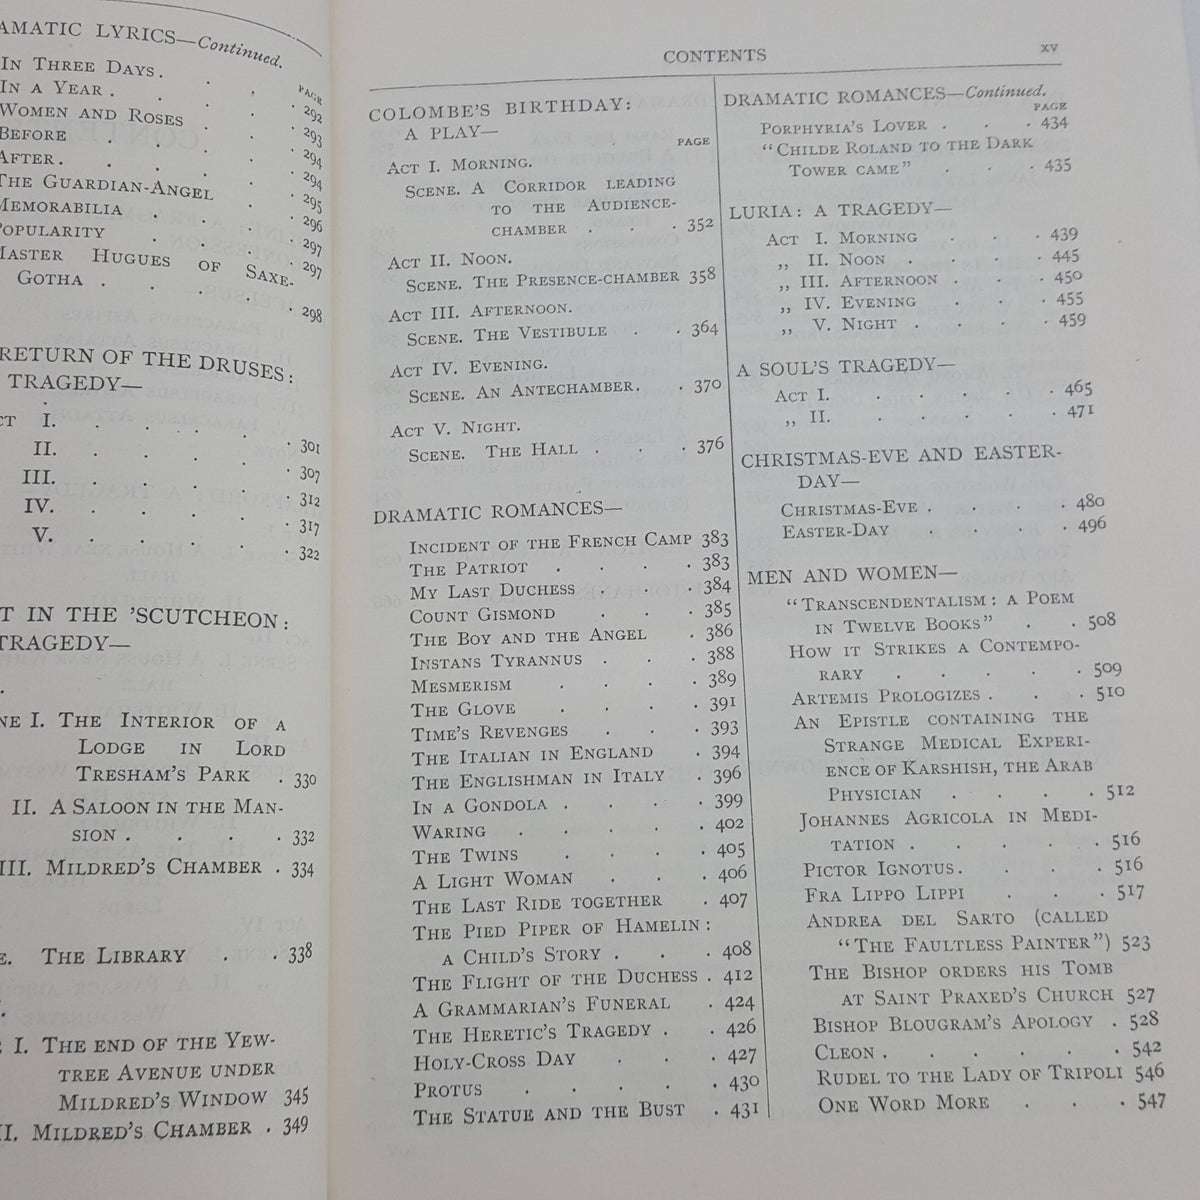 AMATIC LYRICS—Continued.
PAGE
IN THREE DAYS . . . 292
IN A YEAR . . . 293
WOMEN AND ROSES . . 294
BEFORE . . . . 294
AFTER . . . . 295
THE GUARDIAN-ANGEL . . 296
MEMORABILIA . . . 297
POPULARITY . . . 297
MASTER HUGUES OF SAXE-
GOTHA . . . . 298
RETURN OF THE DRUSES:
TRAGEDY—
I. . . . . 301
II. . . . . 307
III. . . . . 312
IV. . . . . 317
V. . . . . 322
T IN THE 'SCUTCHEON:
TRAGEDY—
NE I. THE INTERIOR OF A
LODGE IN LORD
TRESHAM'S PARK . 330
II. A SALOON IN THE MAN-
SION . . . . 332
III. MILDRED'S CHAMBER . 334
E. THE LIBRARY . . 338
I. THE END OF THE YEW-
TREE AVENUE UNDER
MILDRED'S WINDOW 345
II. MILDRED'S CHAMBER . 349
CONTENTS xv
COLOMBE'S BIRTHDAY:
A PLAY—
PAGE
ACT I. MORNING.
SCENE. A CORRIDOR LEADING
TO THE AUDIENCE-
CHAMBER . . . 352
ACT II. NOON.
SCENE. THE PRESENCE-CHAMBER 358
ACT III. AFTERNOON.
SCENE. THE VESTIBULE . . 364
ACT IV. EVENING.
SCENE. AN ANTECHAMBER. . 370
ACT V. NIGHT.
SCENE. THE HALL . . . 376
DRAMATIC ROMANCES—
INCIDENT OF THE FRENCH CAMP 383
THE PATRIOT . . . . 383
MY LAST DUCHESS . . . 384
COUNT GISMOND . . . 385
THE BOY AND THE ANGEL . 386
INSTANS TYRANNUS . . . 388
MESMERISM . . . . 389
THE GLOVE . . . . 391
TIME'S REVENGES . . . 393
THE ITALIAN IN ENGLAND . 394
THE ENGLISHMAN IN ITALY . 396
IN A GONDOLA . . . . 399
WARING . . . . . 402
THE TWINS . . . . 405
A LIGHT WOMAN . . . 406
THE LAST RIDE TOGETHER . 407
THE PIED PIPER OF HAMELIN:
A CHILD'S STORY . . . 408
THE FLIGHT OF THE DUCHESS . 412
A GRAMMARIAN'S FUNERAL . 424
THE HERETIC'S TRAGEDY . . 426
HOLY-CROSS DAY . . . 427
PROTUS . . . . . 430
THE STATUE AND THE BUST . 431
DRAMATIC ROMANCES—Continued.
PAGE
PORPHYRIA'S LOVER . . . 434
"CHILDE ROLAND TO THE DARK
TOWER CAME" . . . 435
LURIA: A TRAGEDY—
ACT I. MORNING . . . 439
,, II. NOON . . . . 445
,, III. AFTERNOON . . . 450
,, IV. EVENING . . . 455
,, V. NIGHT . . . . 459
A SOUL'S TRAGEDY—
ACT I. . . . . . 465
,, II. . . . . . 471
CHRISTMAS-EVE AND EASTER-
DAY—
CHRISTMAS-EVE . . . . 480
EASTER-DAY . . . . 496
MEN AND WOMEN—
"TRANSCENDENTALISM: A POEM
IN TWELVE BOOKS" . . 508
HOW IT STRIKES A CONTEMPO-
RARY . . . . . 509
ARTEMIS PROLOGIZES . . . 510
AN EPISTLE CONTAINING THE
STRANGE MEDICAL EXPERI-
ENCE OF KARSHISH, THE ARAB
PHYSICIAN . . . . 512
JOHANNES AGRICOLA IN MEDI-
TATION . . . . . 516
PICTOR IGNOTUS . . . . 516
FRA LIPPO LIPPI . . . 517
ANDREA DEL SARTO (CALLED
"THE FAULTLESS PAINTER") 523
THE BISHOP ORDERS HIS TOMB
AT SAINT PRAXED'S CHURCH 527
BISHOP BLOUGRAM'S APOLOGY . 528
CLEON . . . . . 542
RUDEL TO THE LADY OF TRIPOLI 546
ONE WORD MORE . . . 547